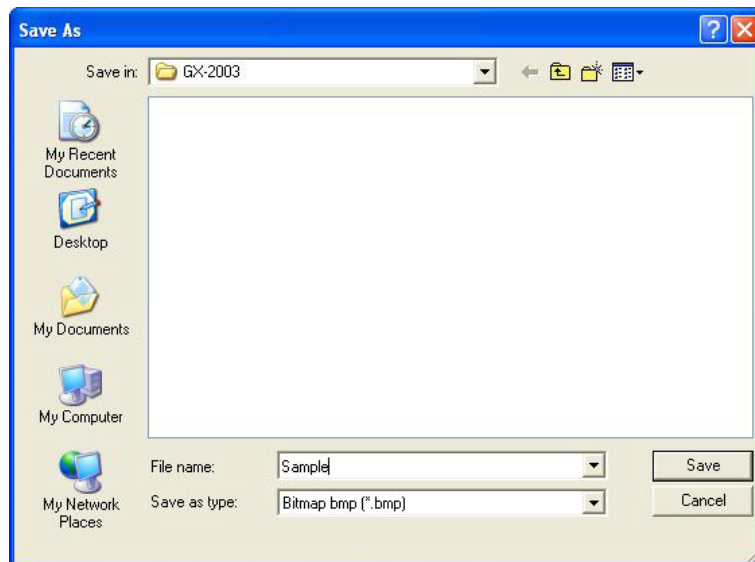 Save As
Save in: GX-2003
My Recent
Documents
Desktop
My Documents
My Computer
My Network
Places
File name: Sample Save
Save as type: Bitmap bmp (*.bmp) Cancel